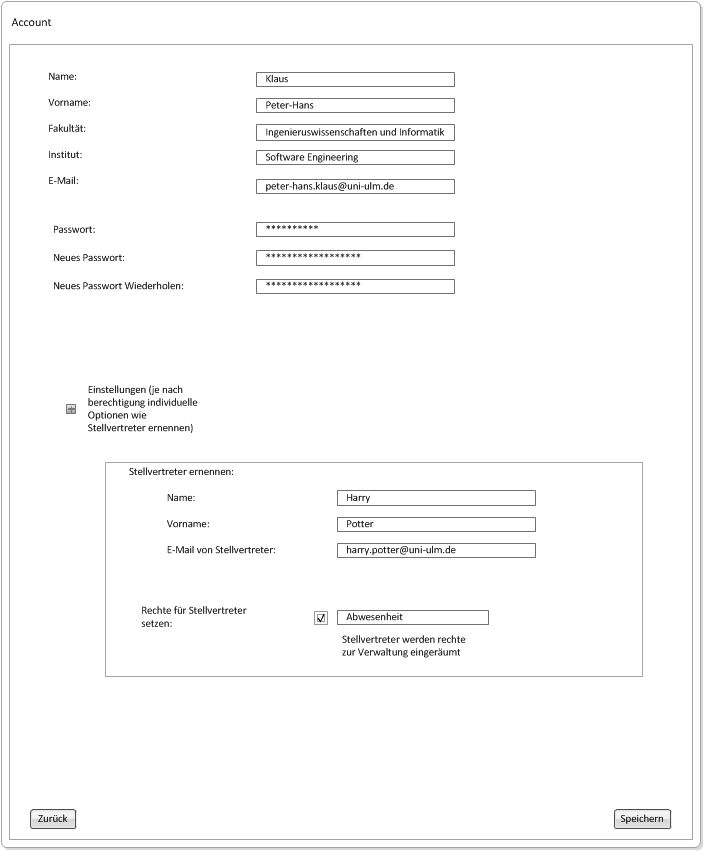 Account
Name: Klaus
Vorname: Peter-Hans
Fakultät: Ingenieruswissenschaften und Informatik
Institut: Software Engineering
E-Mail: peter-hans.klaus@uni-ulm.de
Passwort: **********
Neues Passwort: ******************
Neues Passwort Wiederholen: ******************
Einstellungen (je nach
berechtigung individuelle
Optionen wie
Stellvertreter ernennen)
Stellvertreter ernennen:
Name: Harry
Vorname: Potter
E-Mail von Stellvertreter: harry.potter@uni-ulm.de
Rechte für Stellvertreter
setzen:
Abwesenheit
Stellvertreter werden rechte
zur Verwaltung eingeräumt
Zurück Speichern